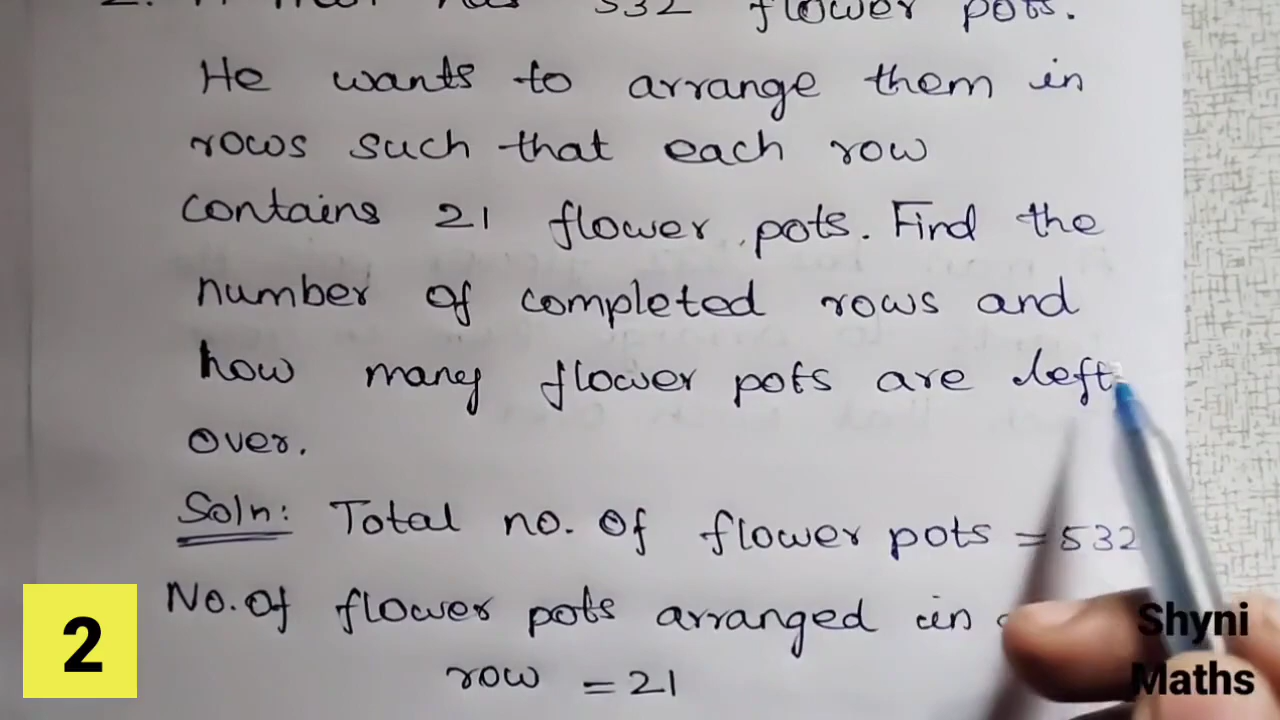 532 flower pots.
He wants to arrange them in
rows such that each row
contains 21 flower pots. Find the
number of completed rows and
how many flower pots are left
over.
Soln: Total no. of flower pots = 532
No. of flower pots arranged in
row = 21
2
Shyni
Maths